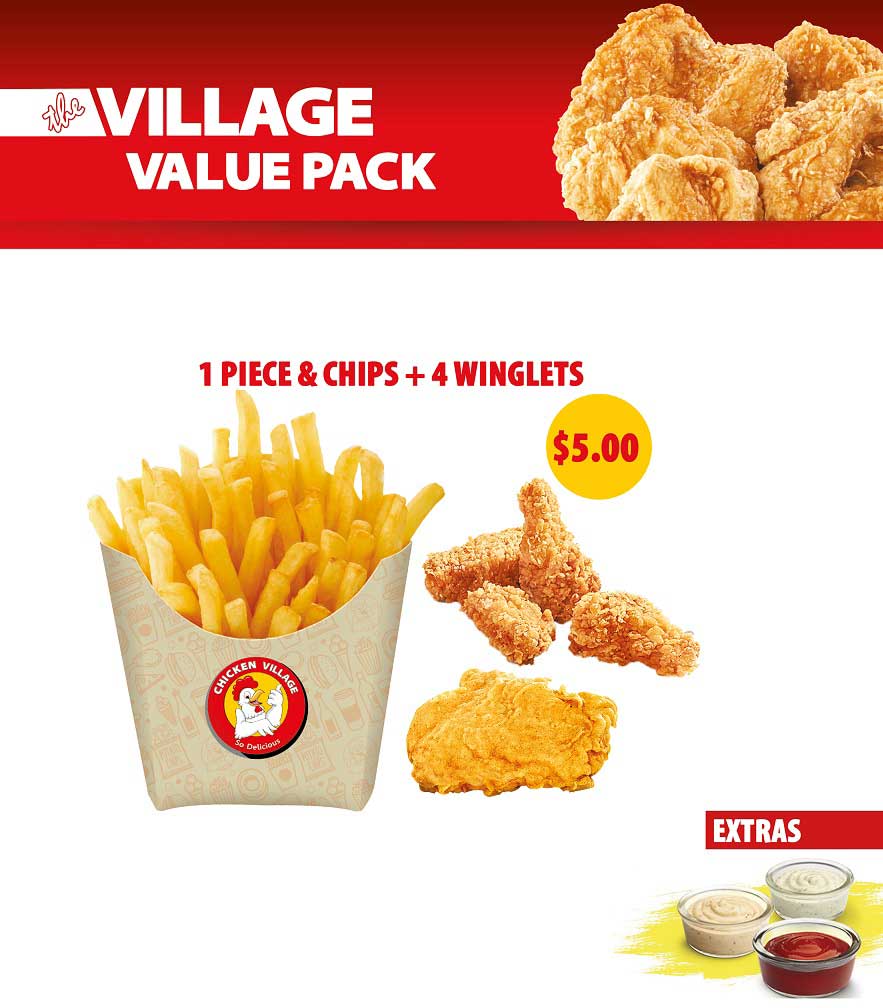 the VILLAGE
VALUE PACK
1 PIECE & CHIPS + 4 WINGLETS
$5.00
CHICKEN VILLAGE
So Delicious
EXTRAS